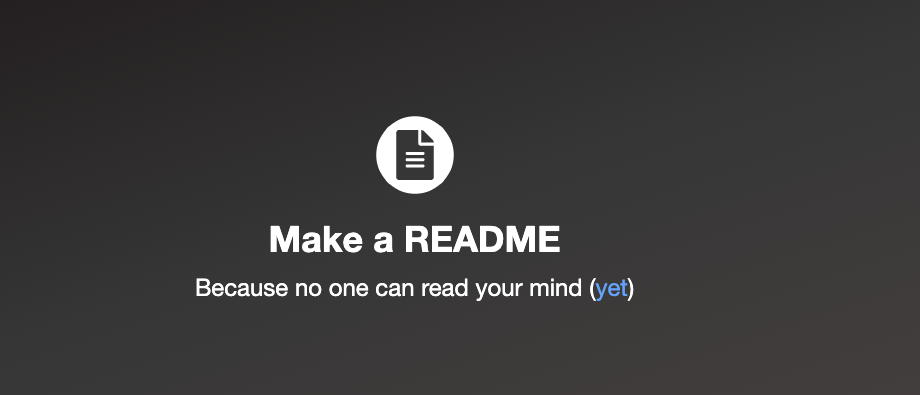 Make a README
Because no one can read your mind (yet)